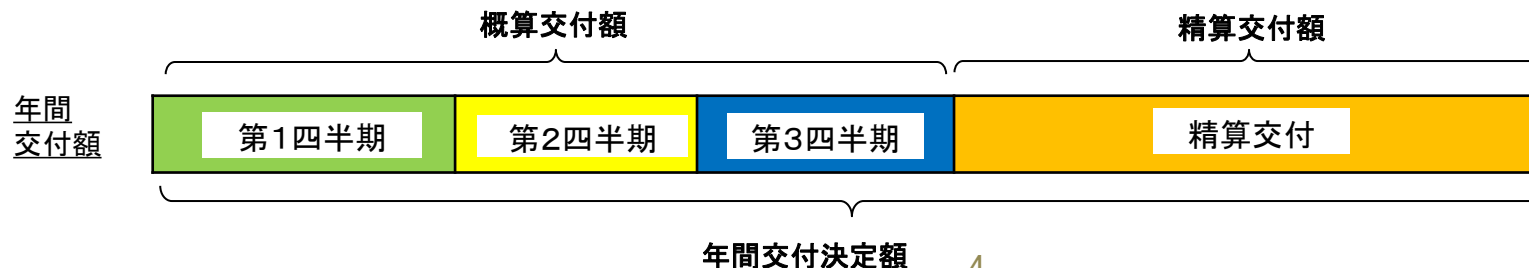 概算交付額
精算交付額
年間
交付額
第1四半期
第2四半期
第3四半期
精算交付
年間交付決定額
4